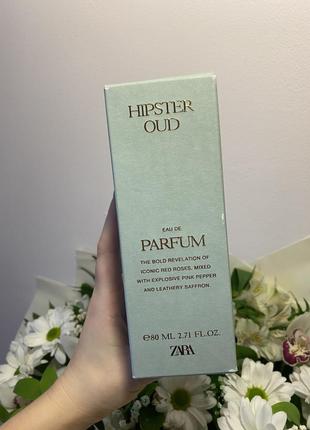 HIPSTER
OUD
EAU DE
PARFUM
THE BOLD REVELATION OF
ICONIC RED ROSES, MIXED
WITH EXPLOSIVE PINK PEPPER
AND LEATHERY SAFFRON.
℮80 ML 2.71 FL.OZ.
ZARA